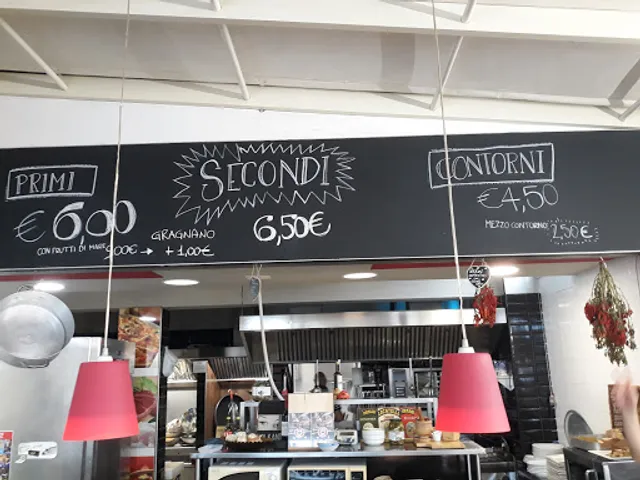 PRIMI
€ 6,00
CON FRUTTI DI MARE 9,00€ → GRAGNANO + 1,00€
SECONDI
6,50€
CONTORNI
€ 4,50
MEZZO CONTORNO 2,50€